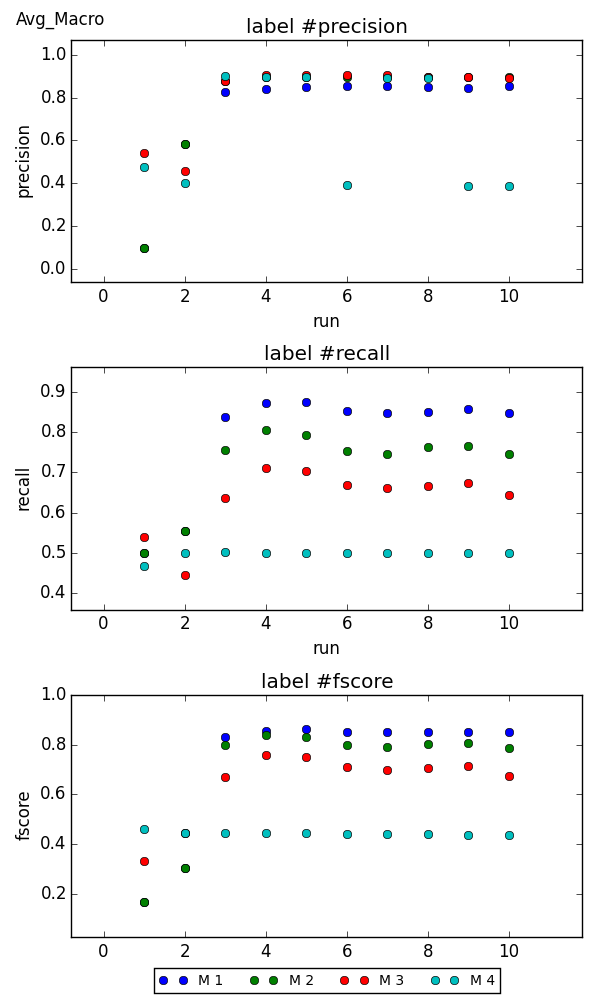 Avg_Macro
label #precision
1.0
0.8
0.6
0.4
0.2
0.0
precision
0 2 4 6 8 10
run
label #recall
0.9
0.8
0.7
0.6
0.5
0.4
recall
0 2 4 6 8 10
run
label #fscore
1.0
0.8
0.6
0.4
0.2
fscore
0 2 4 6 8 10
run
M 1 M 2 M 3 M 4